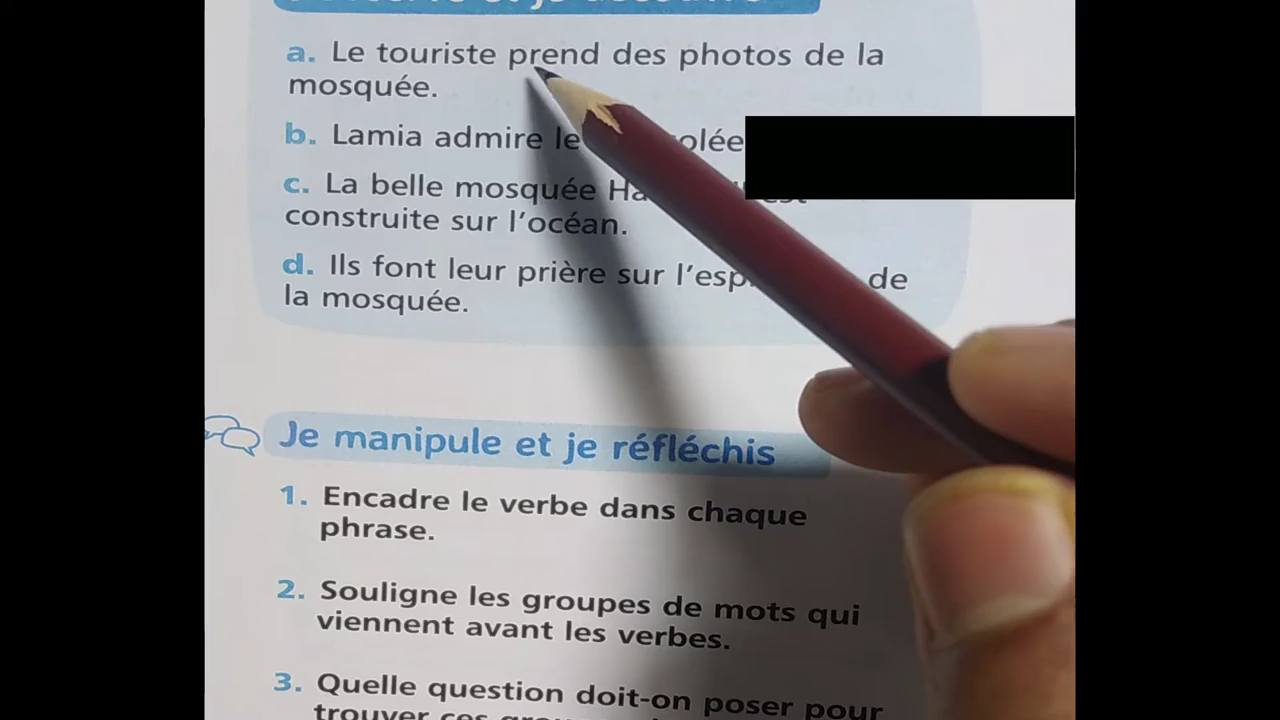 a. Le touriste prend des photos de la
mosquée.
b. Lamia admire le
c. La belle mosquée
construite sur l'océan.
d. Ils font leur prière sur de
la mosquée.
Je manipule et je réfléchis
1. Encadre le verbe dans chaque
phrase.
2. Souligne les groupes de mots qui
viennent avant les verbes.
3. Quelle question doit-on poser pour
trouver ces